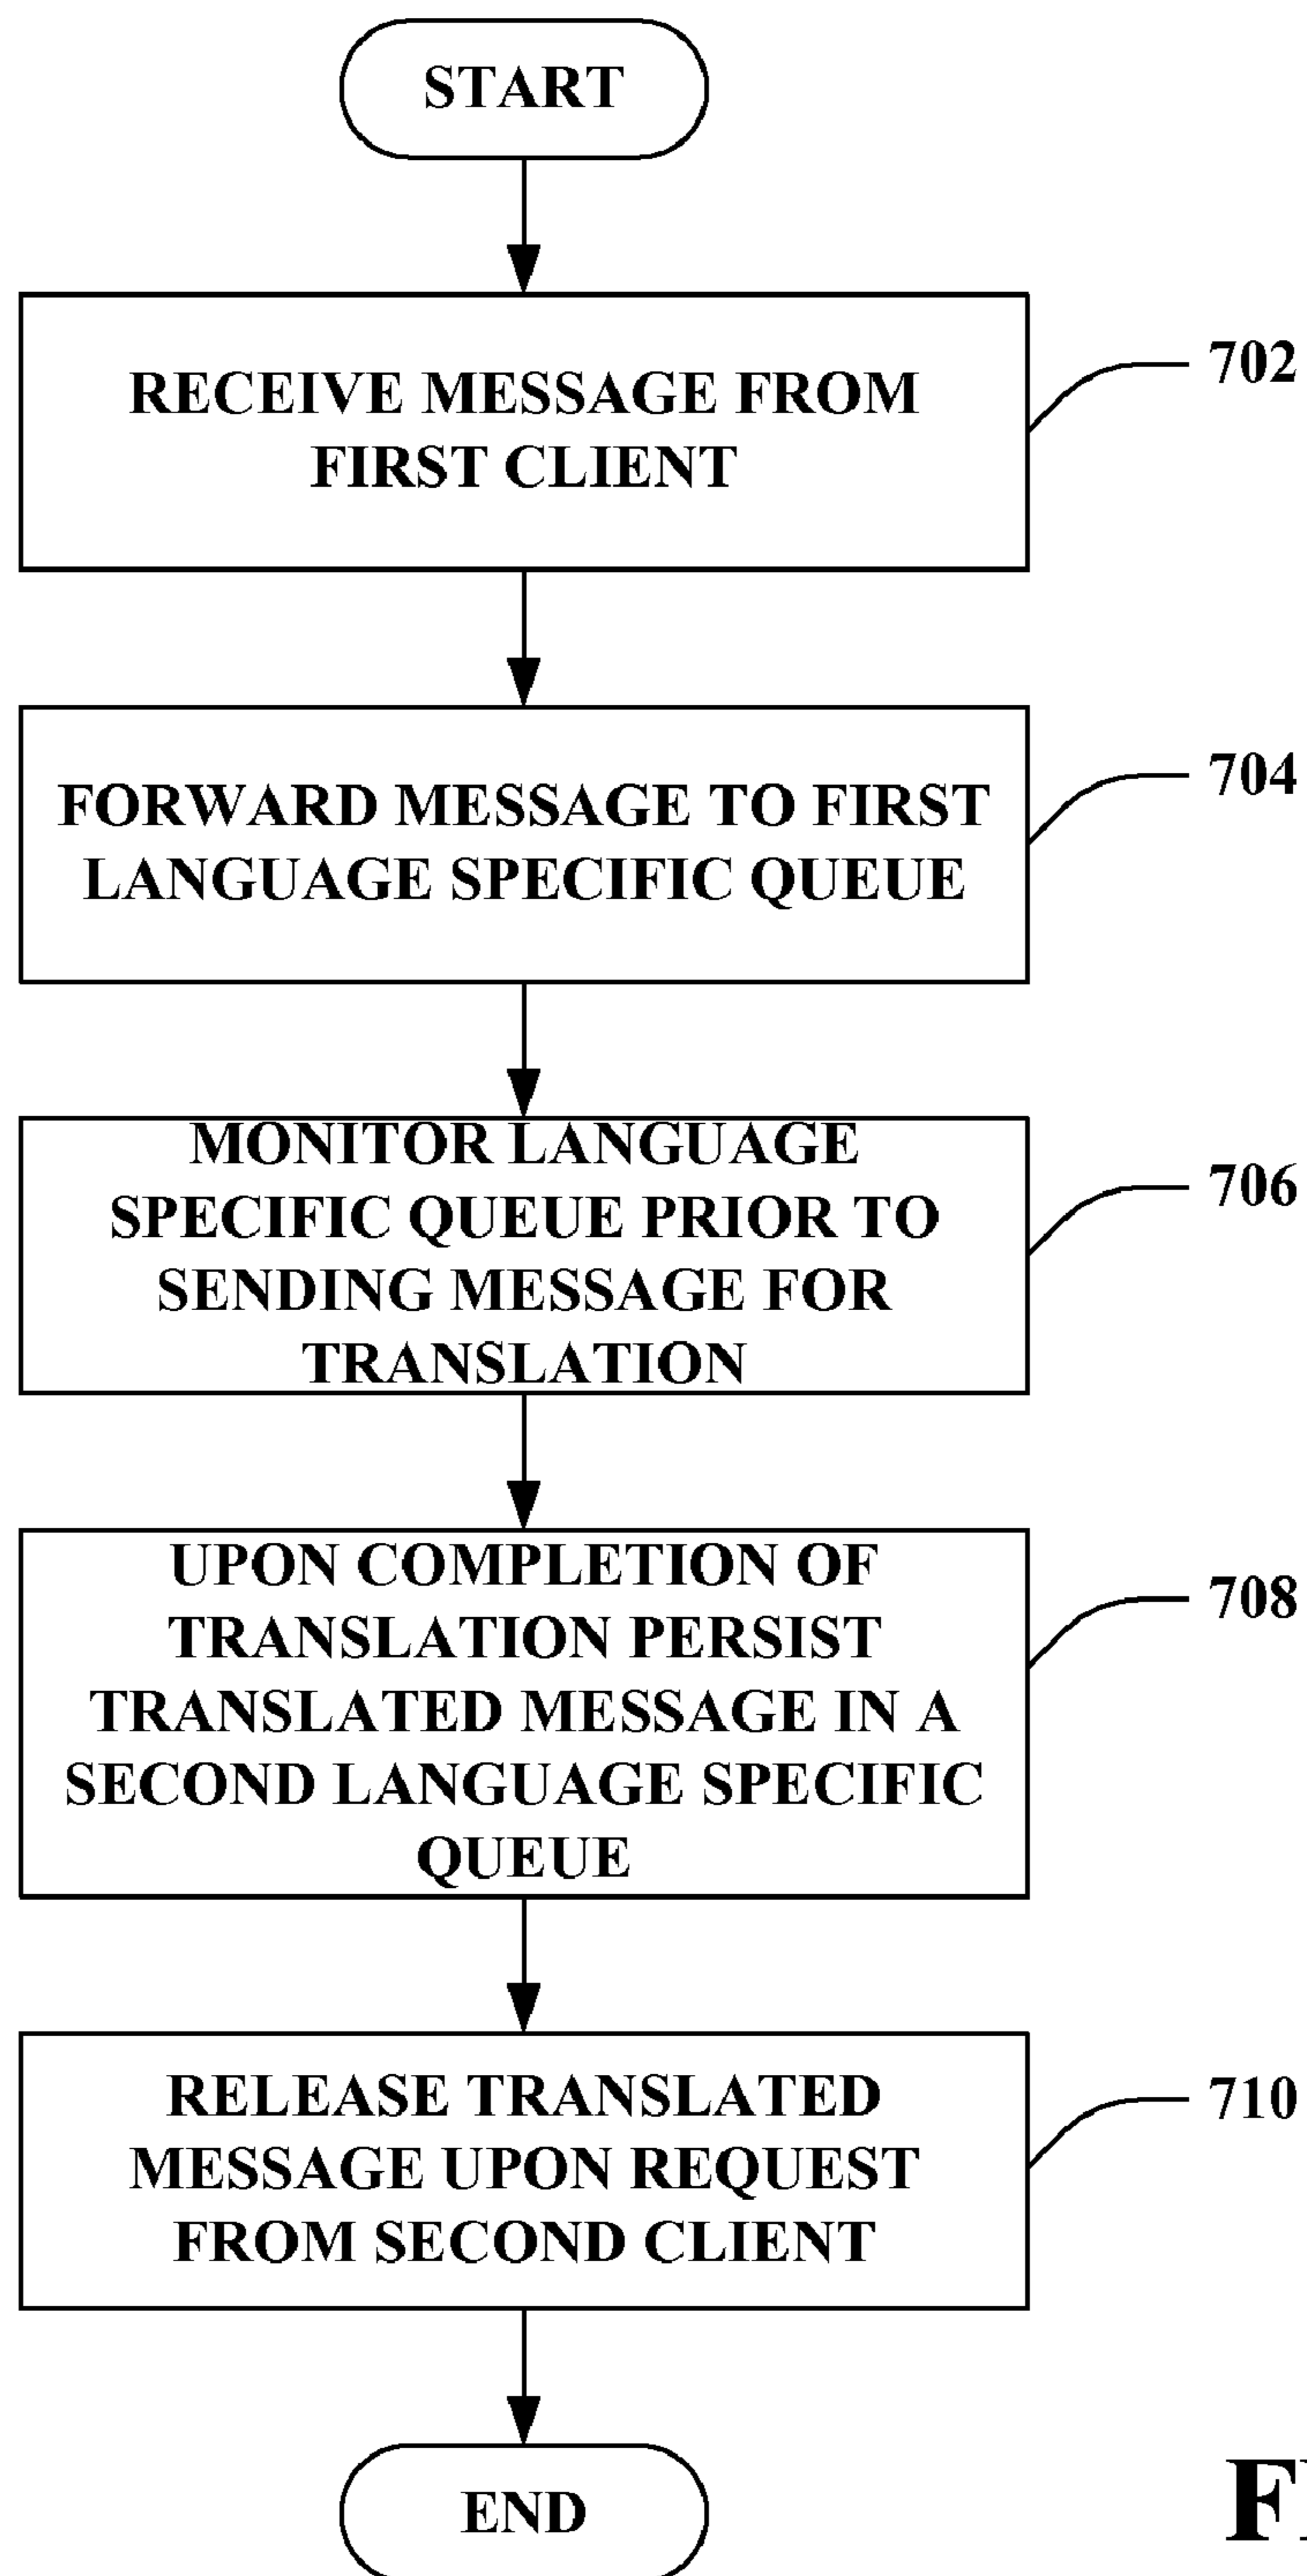 START
RECEIVE MESSAGE FROM
FIRST CLIENT
702
FORWARD MESSAGE TO FIRST
LANGUAGE SPECIFIC QUEUE
704
MONITOR LANGUAGE
SPECIFIC QUEUE PRIOR TO
SENDING MESSAGE FOR
TRANSLATION
706
UPON COMPLETION OF
TRANSLATION PERSIST
TRANSLATED MESSAGE IN A
SECOND LANGUAGE SPECIFIC
QUEUE
708
RELEASE TRANSLATED
MESSAGE UPON REQUEST
FROM SECOND CLIENT
710
END